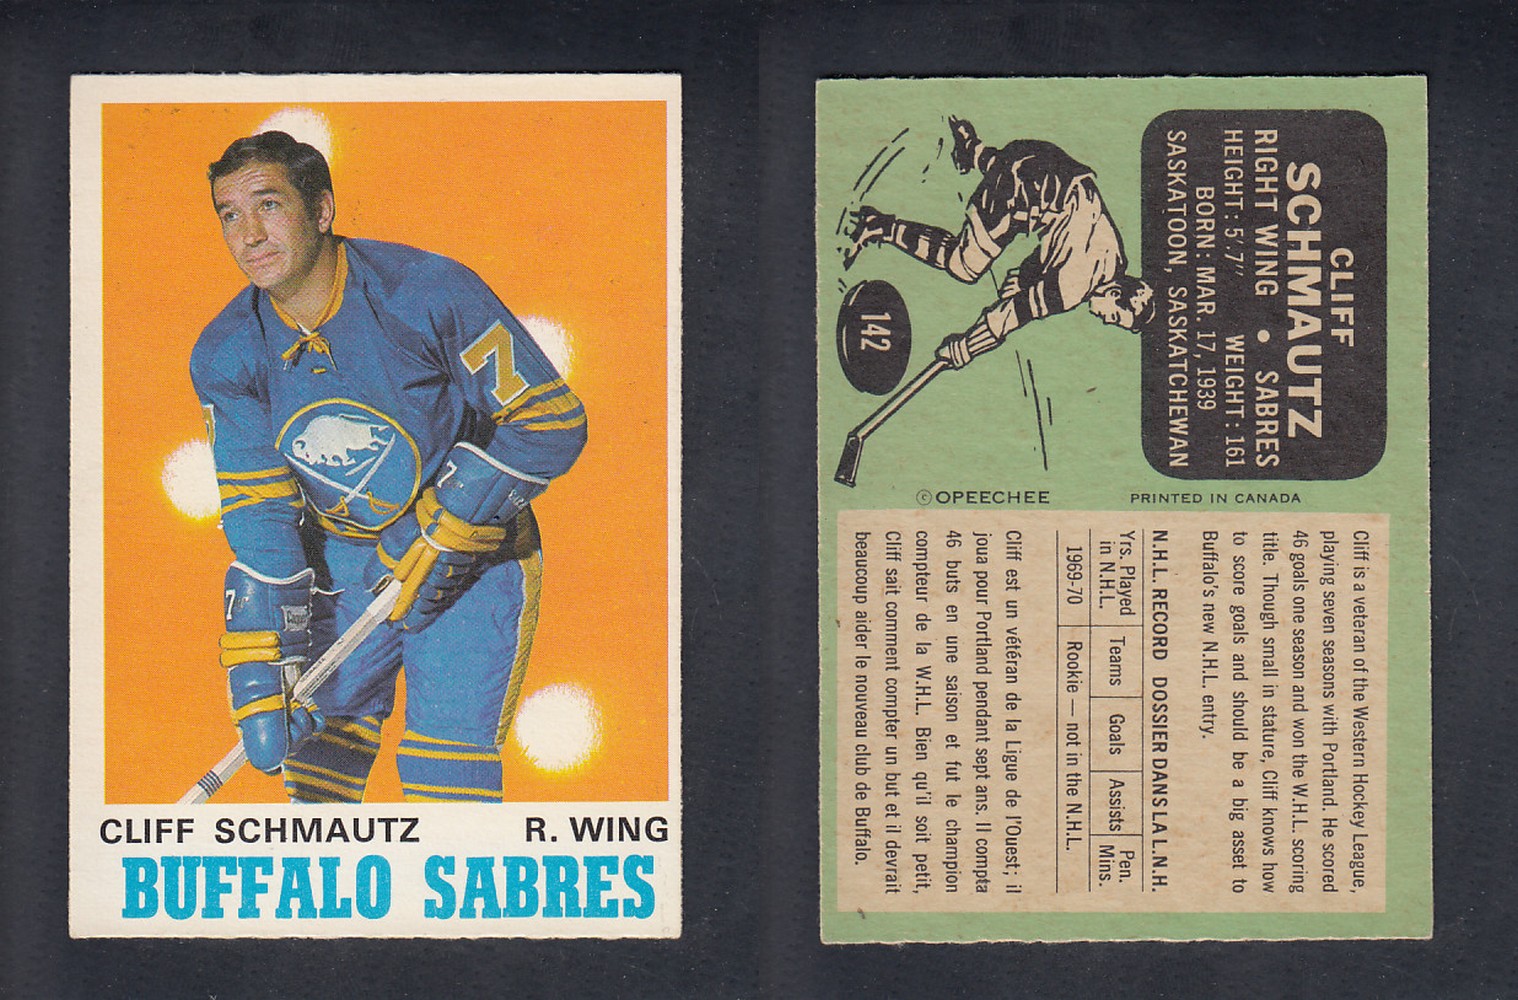 7
7
7
CLIFF SCHMAUTZ R. WING
BUFFALO SABRES
CLIFF
SCHMAUTZ
RIGHT WING • SABRES
HEIGHT: 5'7" WEIGHT: 161
BORN: MAR. 17, 1939
SASKATOON, SASKATCHEWAN
142
© OPEECHEE PRINTED IN CANADA
Cliff is a veteran of the Western Hockey League,
playing seven seasons with Portland. He scored
46 goals one season and won the W.H.L. scoring
title. Though small in stature, Cliff knows how
to score goals and should be a big asset to
Buffalo's new N.H.L. entry.
N.H.L. RECORD DOSSIER DANS LA L.N.H.
Yrs. Played in N.H.L. Teams Goals Assists Pen. Mins.
1969-70 Rookie — not in the N.H.L.
Cliff est un vétéran de la Ligue de l'Ouest; il
joua pour Portland pendant sept ans. Il compta
46 buts en une saison et fut le champion
compteur de la W.H.L. Bien qu'il soit petit,
Cliff sait comment compter un but et il devrait
beaucoup aider le nouveau club de Buffalo.